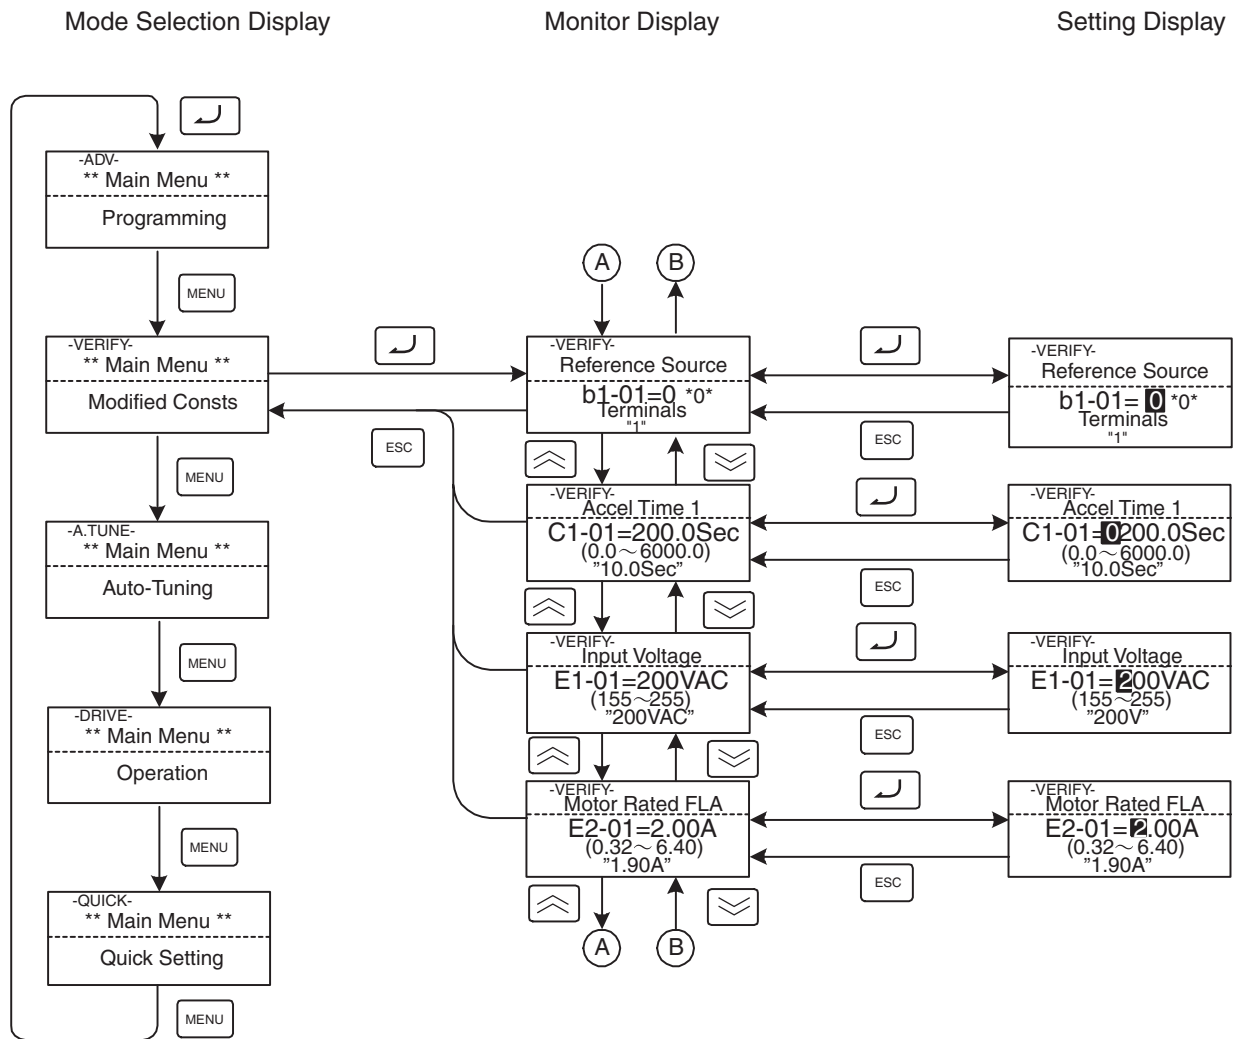 Mode Selection Display
Monitor Display
Setting Display
-ADV-
** Main Menu **
Programming
MENU
-VERIFY-
** Main Menu **
Modified Consts
MENU
-A.TUNE-
** Main Menu **
Auto-Tuning
MENU
-DRIVE-
** Main Menu **
Operation
MENU
-QUICK-
** Main Menu **
Quick Setting
MENU
ESC
A
B
-VERIFY-
Reference Source
b1-01=0 *0*
Terminals
"1"
-VERIFY-
Accel Time 1
C1-01=200.0Sec
(0.0～6000.0)
"10.0Sec"
-VERIFY-
Input Voltage
E1-01=200VAC
(155～255)
"200VAC"
-VERIFY-
Motor Rated FLA
E2-01=2.00A
(0.32～6.40)
"1.90A"
A
B
ESC
ESC
ESC
ESC
-VERIFY-
Reference Source
b1-01= 0 *0*
Terminals
"1"
-VERIFY-
Accel Time 1
C1-01=0200.0Sec
(0.0～6000.0)
"10.0Sec"
-VERIFY-
Input Voltage
E1-01= 200VAC
(155～255)
"200V"
-VERIFY-
Motor Rated FLA
E2-01= 2.00A
(0.32～6.40)
"1.90A"